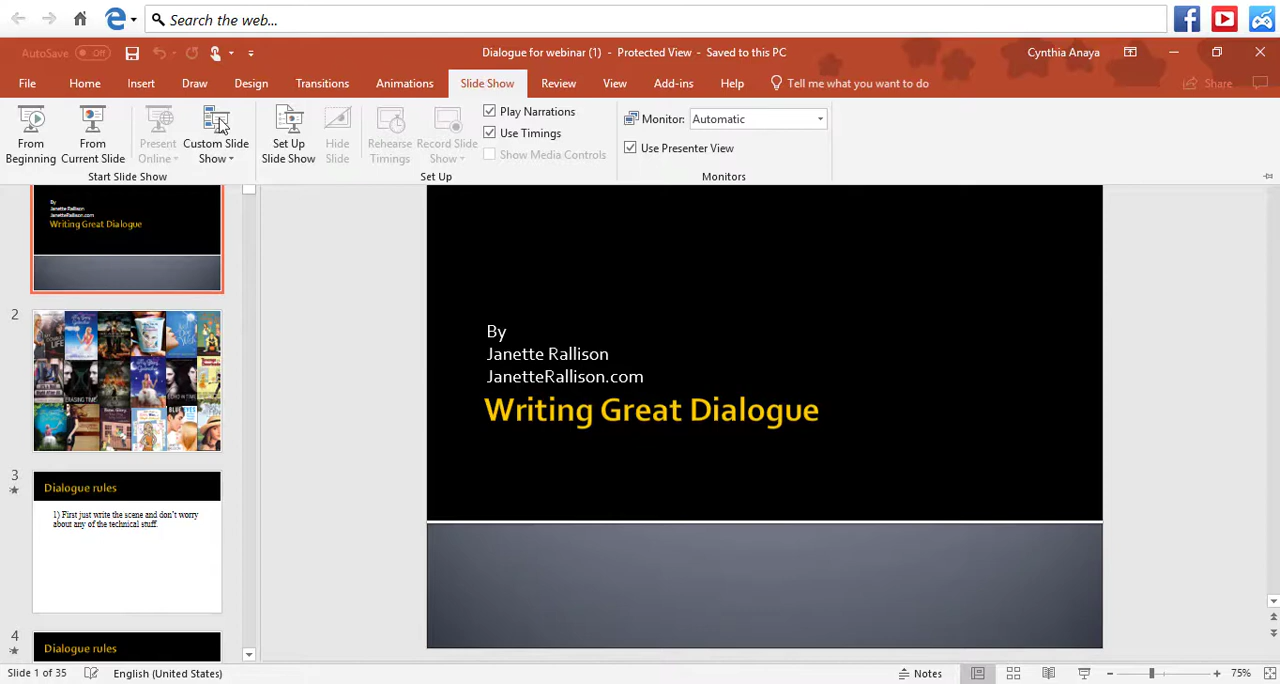 Search the web...
AutoSave Off
Dialogue for webinar (1) - Protected View - Saved to this PC
Cynthia Anaya
File Home Insert Draw Design Transitions Animations Slide Show Review View Add-ins Help Tell me what you want to do Share
From Beginning
From Current Slide
Present Online
Custom Slide Show
Set Up Slide Show
Hide Slide
Rehearse Timings
Record Slide Show
Play Narrations
Use Timings
Show Media Controls
Monitor: Automatic
Use Presenter View
Start Slide Show
Set Up
Monitors
By
Janette Rallison
JanetteRallison.com
Writing Great Dialogue
2
3
Dialogue rules
1) First just write the scene and don't worry
about any of the technical stuff.
4
Dialogue rules
By
Janette Rallison
JanetteRallison.com
Writing Great Dialogue
Slide 1 of 35 English (United States) Notes 75%